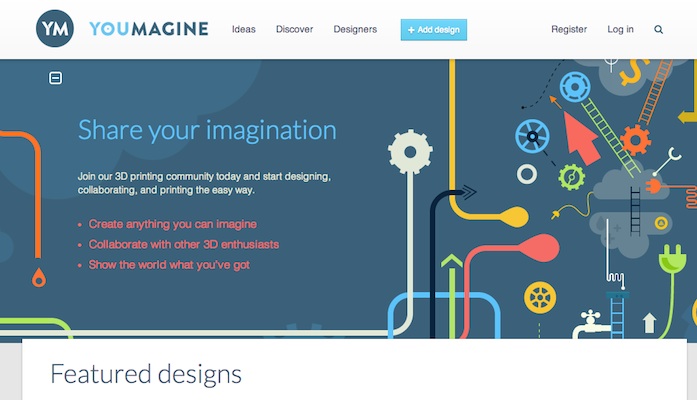 YM YOUMAGINE Ideas Discover Designers + Add design Register Log in
Share your imagination
Join our 3D printing community today and start designing,
collaborating, and printing the easy way.
• Create anything you can imagine
• Collaborate with other 3D enthusiasts
• Show the world what you've got
$
Featured designs